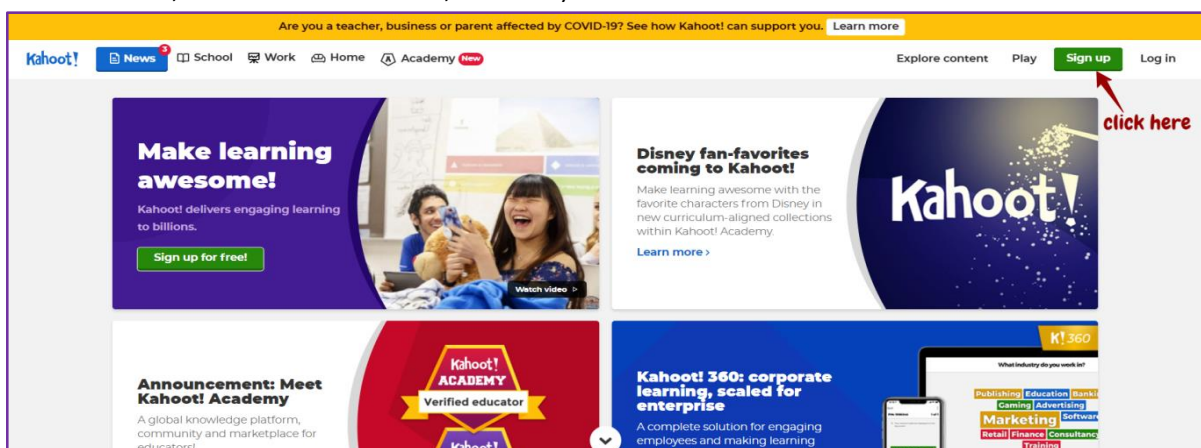 Are you a teacher, business or parent affected by COVID-19? See how Kahoot! can support you. Learn more
Kahoot! News 3 School Work Home Academy New Explore content Play Sign up Log in
click here
Make learning
awesome!
Kahoot! delivers engaging learning
to billions.
Sign up for free!
Watch video
Disney fan-favorites
coming to Kahoot!
Make learning awesome with the
favorite characters from Disney in
new curriculum-aligned collections
within Kahoot! Academy.
Learn more >
Kahoot!
Announcement: Meet
Kahoot! Academy
A global knowledge platform,
community and marketplace for
educators!
Kahoot!
ACADEMY
Verified educator
Kahoot!
Kahoot! 360: corporate
learning, scaled for
enterprise
A complete solution for engaging
employees and making learning
K! 360
What industry do you work in?
Publishing Education Banki
Gaming Advertising
Marketing Software
Retail Finance Consultancy
Training